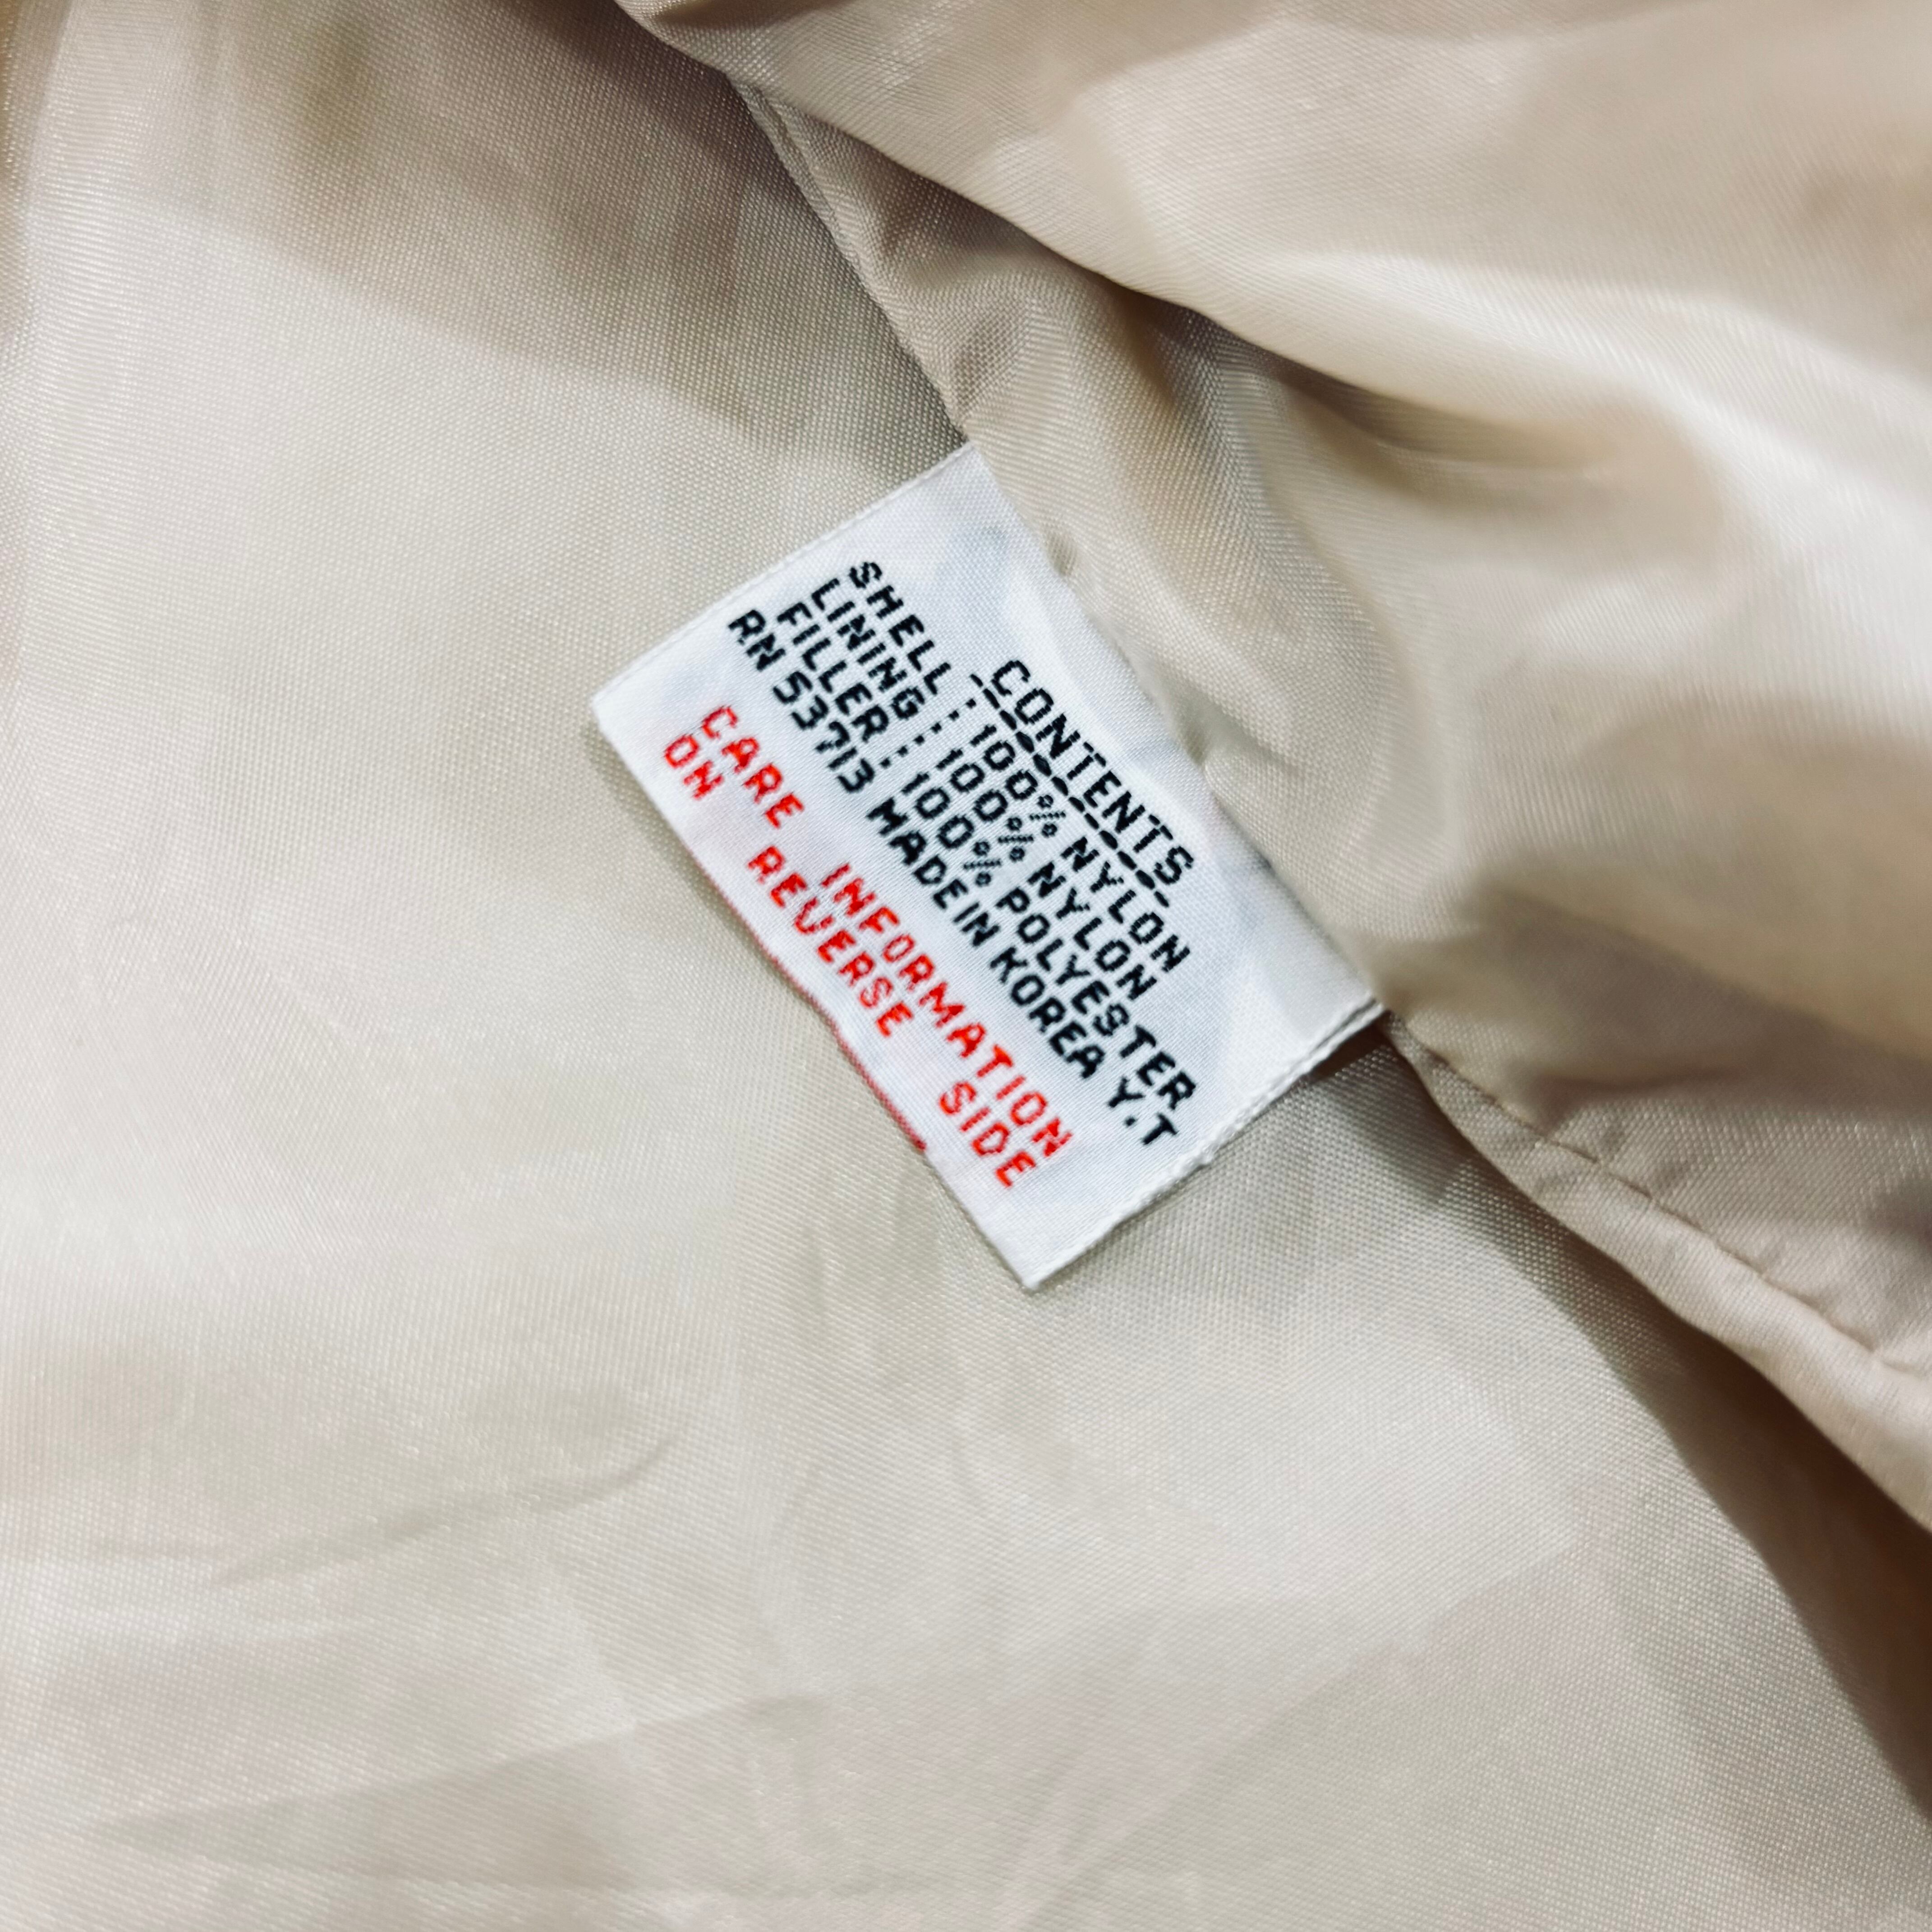 CONTENTS
SHELL : 100% NYLON
LINING : 100% NYLON
FILLER : 100% POLYESTER
RN 53713 MADE IN KOREA Y.T
CARE INFORMATION
ON REVERSE SIDE